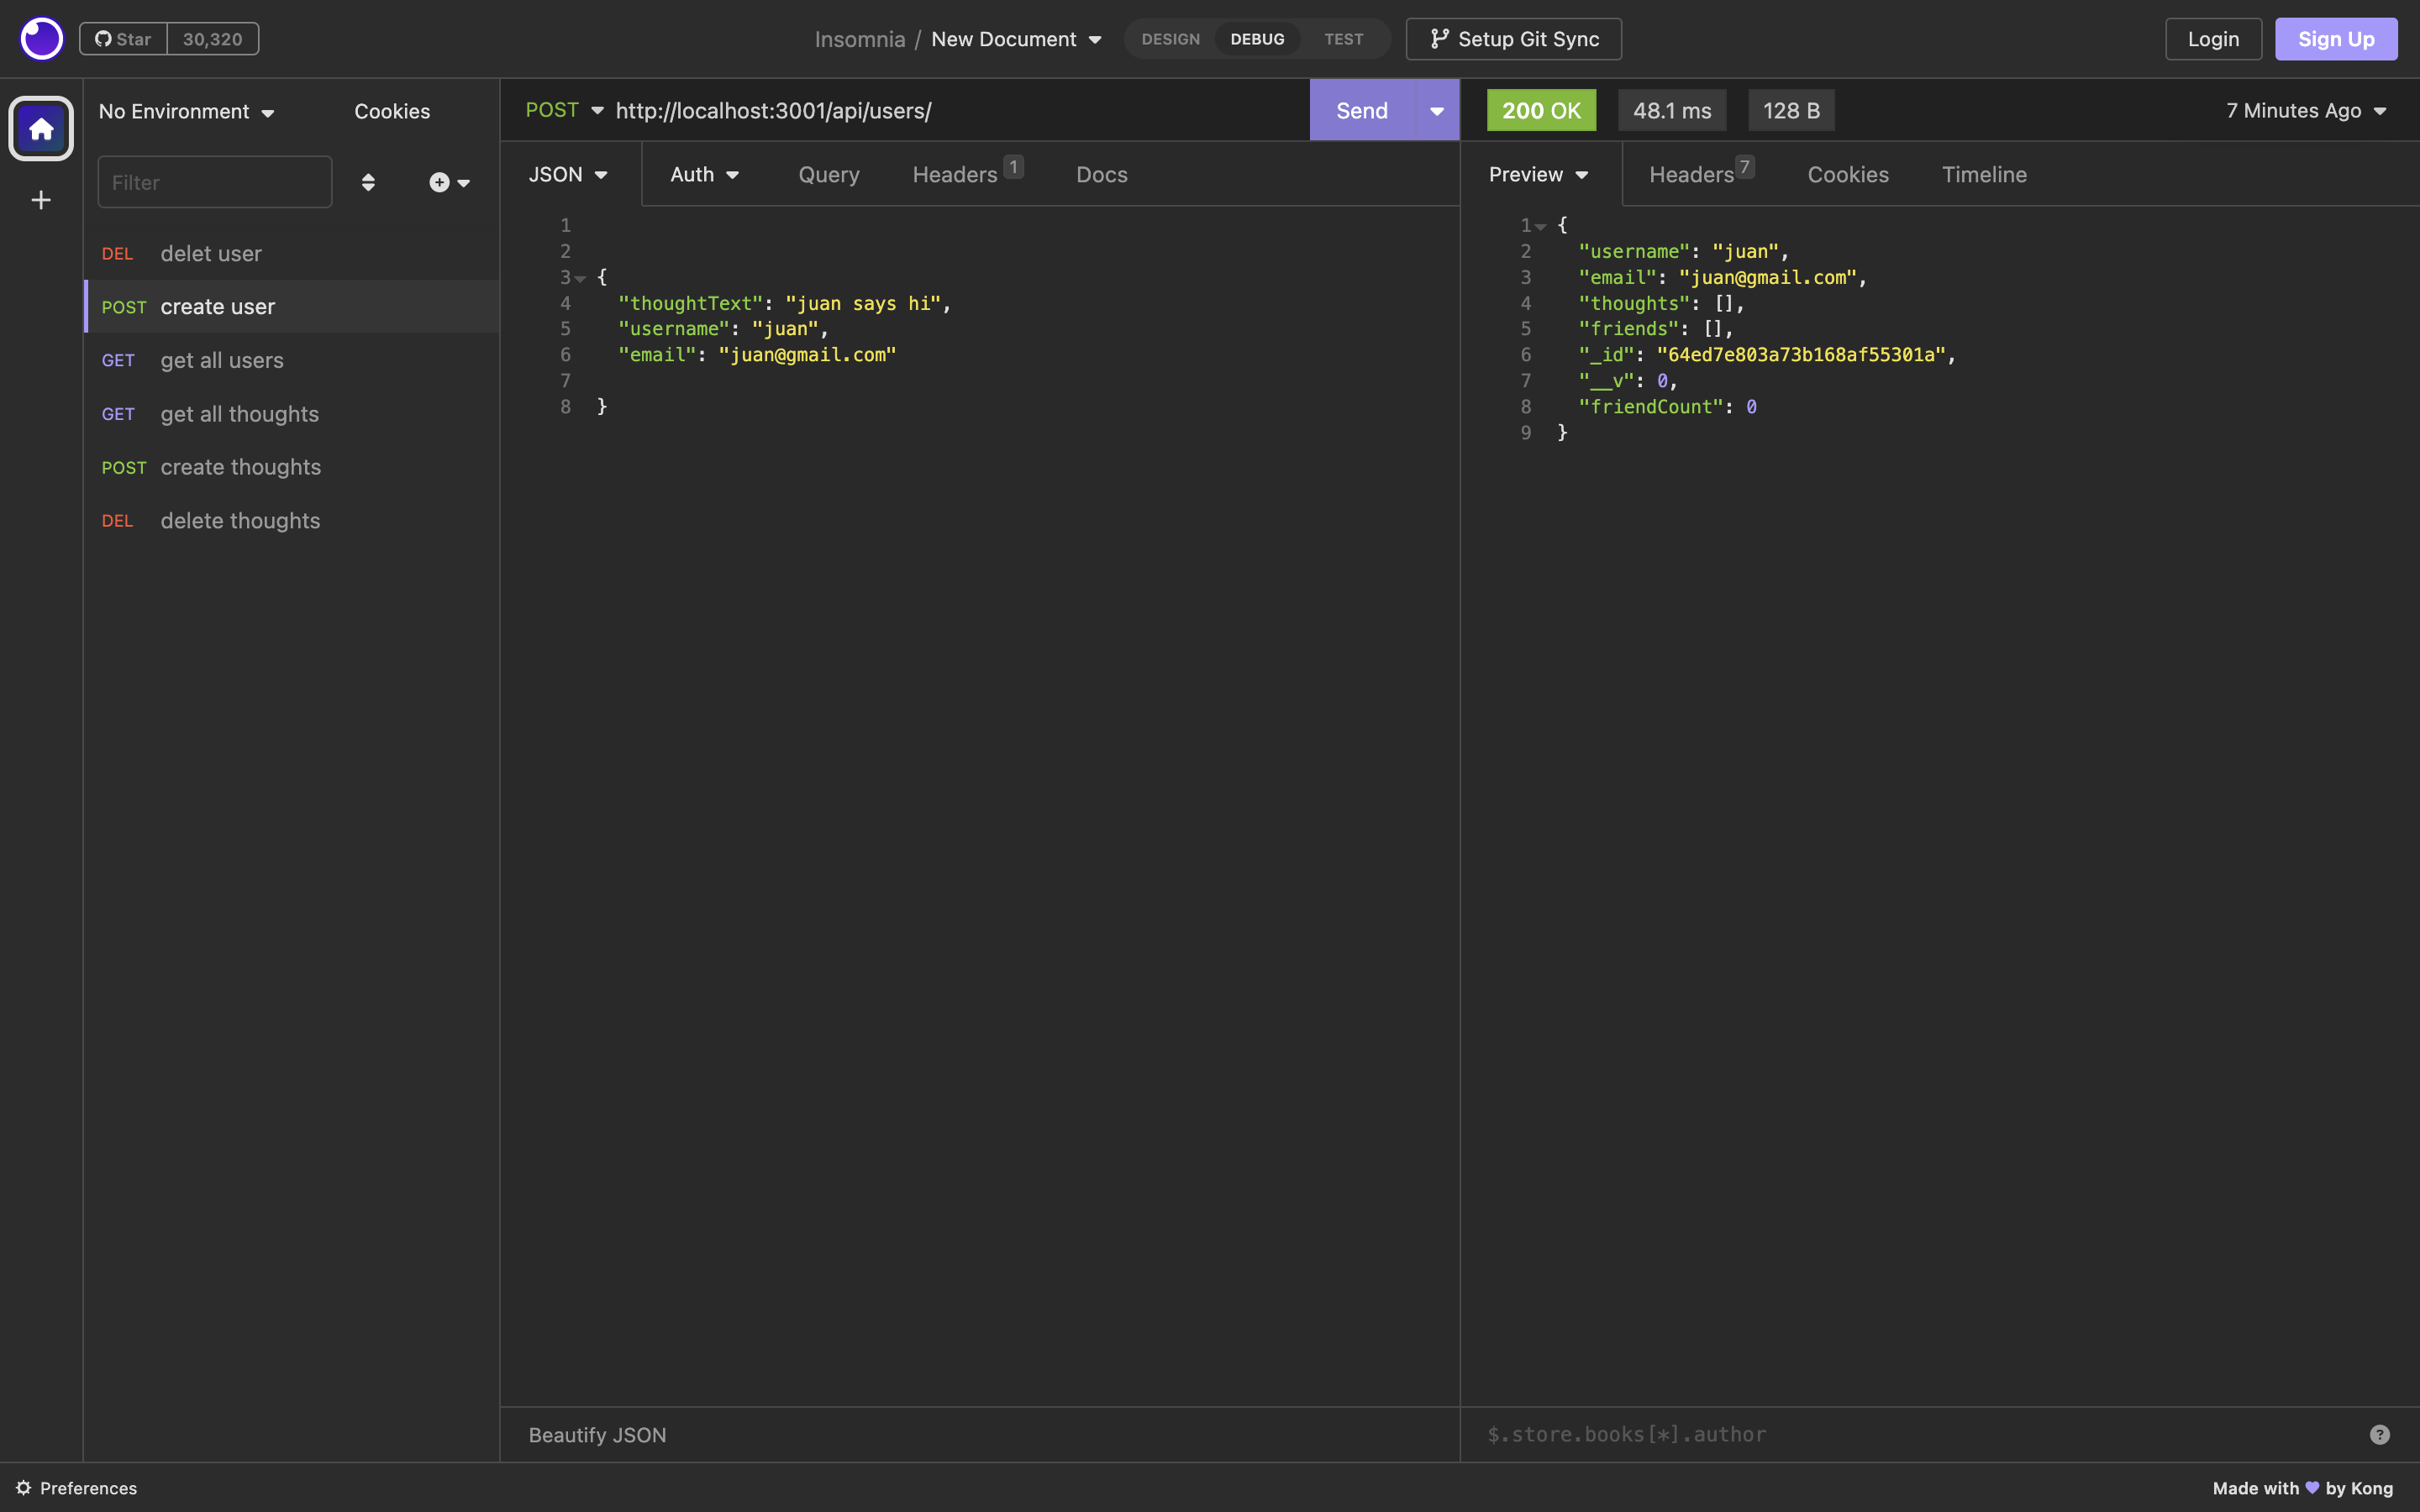 Star 30,320
Insomnia / New Document DESIGN DEBUG TEST Setup Git Sync
Login Sign Up
No Environment Cookies
Filter
DEL delet user
POST create user
GET get all users
GET get all thoughts
POST create thoughts
DEL delete thoughts
POST http://localhost:3001/api/users/ Send
JSON Auth Query Headers 1 Docs
1
2
3 {
4 "thoughtText": "juan says hi",
5 "username": "juan",
6 "email": "juan@gmail.com"
7
8 }
Beautify JSON
200 OK 48.1 ms 128 B 7 Minutes Ago
Preview Headers 7 Cookies Timeline
1 {
2 "username": "juan",
3 "email": "juan@gmail.com",
4 "thoughts": [],
5 "friends": [],
6 "_id": "64ed7e803a73b168af55301a",
7 "__v": 0,
8 "friendCount": 0
9 }
$.store.books[*].author ?
Preferences
Made with by Kong